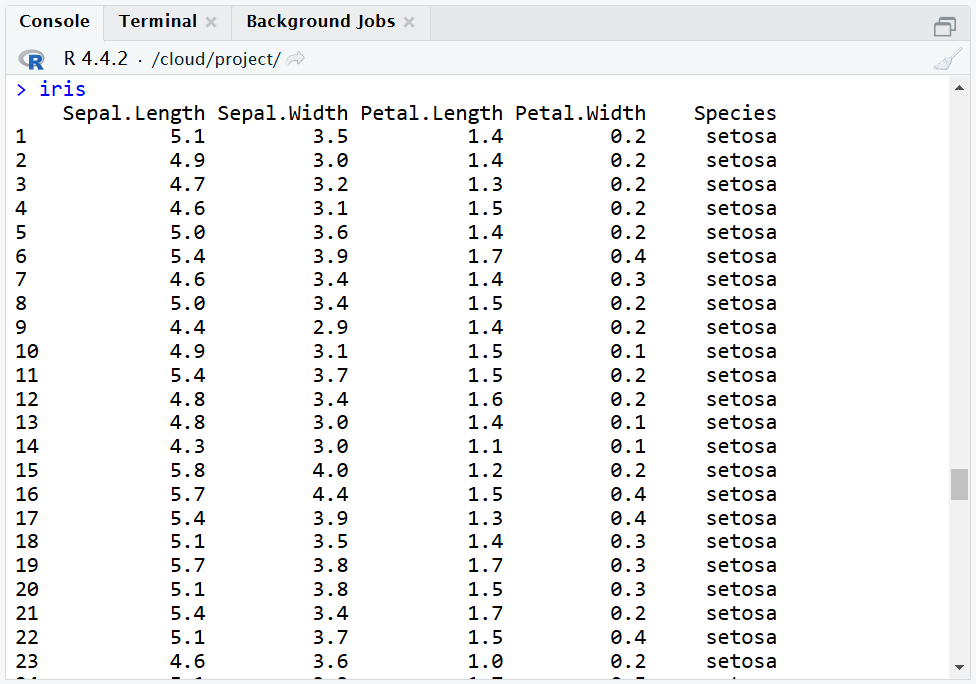 Console Terminal Background Jobs
R R 4.4.2 · /cloud/project/
> iris
Sepal.Length Sepal.Width Petal.Length Petal.Width Species
1 5.1 3.5 1.4 0.2 setosa
2 4.9 3.0 1.4 0.2 setosa
3 4.7 3.2 1.3 0.2 setosa
4 4.6 3.1 1.5 0.2 setosa
5 5.0 3.6 1.4 0.2 setosa
6 5.4 3.9 1.7 0.4 setosa
7 4.6 3.4 1.4 0.3 setosa
8 5.0 3.4 1.5 0.2 setosa
9 4.4 2.9 1.4 0.2 setosa
10 4.9 3.1 1.5 0.1 setosa
11 5.4 3.7 1.5 0.2 setosa
12 4.8 3.4 1.6 0.2 setosa
13 4.8 3.0 1.4 0.1 setosa
14 4.3 3.0 1.1 0.1 setosa
15 5.8 4.0 1.2 0.2 setosa
16 5.7 4.4 1.5 0.4 setosa
17 5.4 3.9 1.3 0.4 setosa
18 5.1 3.5 1.4 0.3 setosa
19 5.7 3.8 1.7 0.3 setosa
20 5.1 3.8 1.5 0.3 setosa
21 5.4 3.4 1.7 0.2 setosa
22 5.1 3.7 1.5 0.4 setosa
23 4.6 3.6 1.0 0.2 setosa